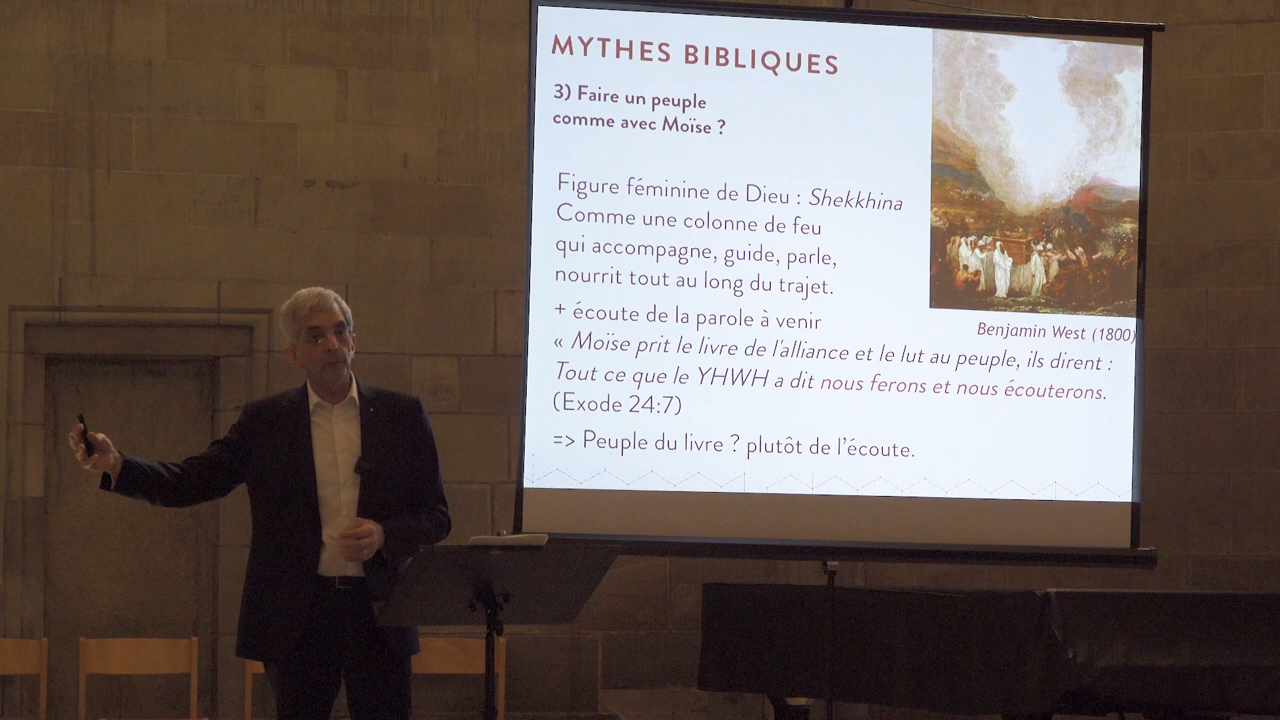 MYTHES BIBLIQUES
3) Faire un peuple
comme avec Moïse ?
Figure féminine de Dieu : Shekkhina
Comme une colonne de feu
qui accompagne, guide, parle,
nourrit tout au long du trajet.
+ écoute de la parole à venir
« Moïse prit le livre de l'alliance et le lut au peuple, ils dirent :
Tout ce que le YHWH a dit nous ferons et nous écouterons.
(Exode 24:7)
=> Peuple du livre ? plutôt de l'écoute.
Benjamin West (1800)